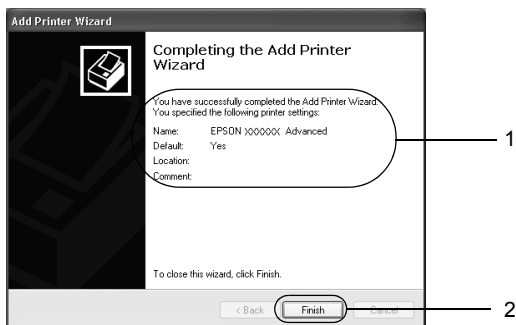 Add Printer Wizard
Completing the Add Printer
Wizard
You have successfully completed the Add Printer Wizard.
You specified the following printer settings:
Name: EPSON XXXXXX Advanced
Default: Yes
Location:
Comment:
1
To close this wizard, click Finish.
< Back Finish Cancel
2